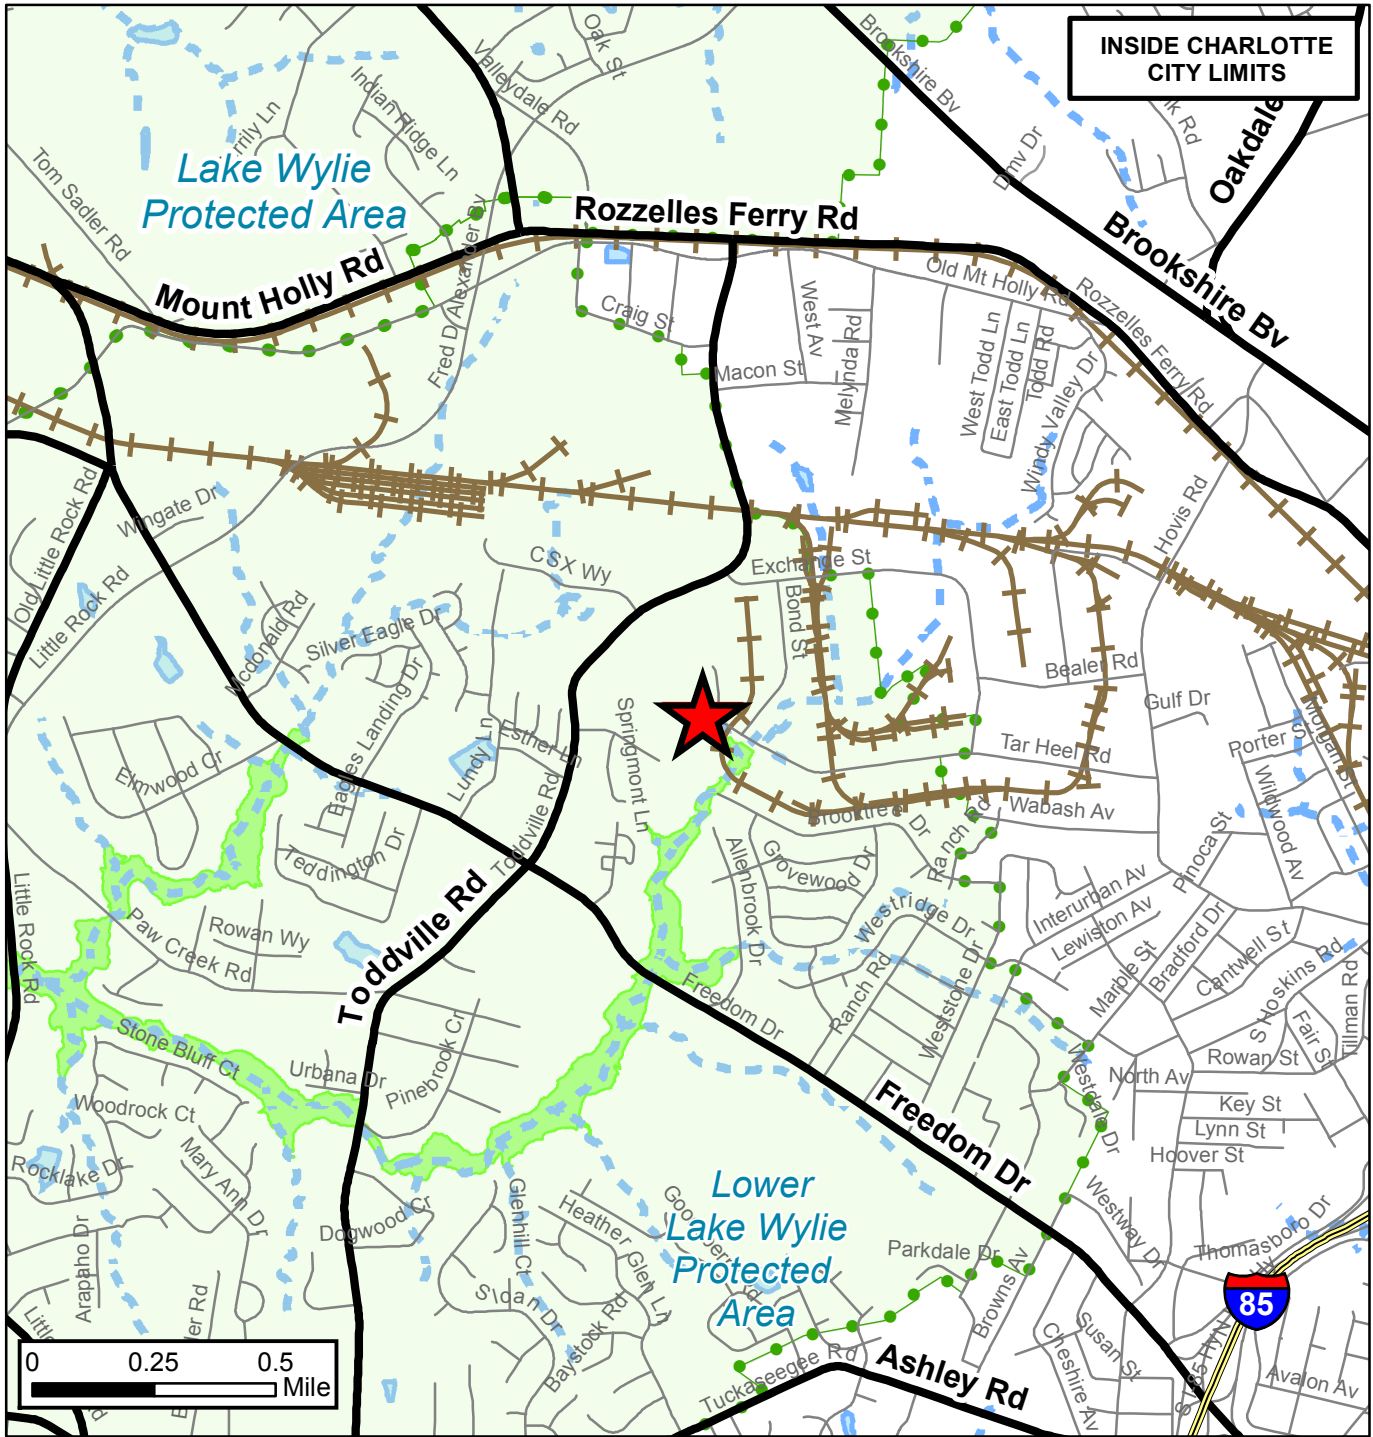 INSIDE CHARLOTTE
CITY LIMITS
Oakdale
Brookshire Bv
Oak St
Valleydale Rd
Indian Ridge Ln
Dmv Dr
Tom Sadler Rd
Lake Wylie
Protected Area
Rozzelles Ferry Rd
Brookshire Bv
Mount Holly Rd
Fred D Alexander Bv
Old Mt Holly Rd
Rozzelles Ferry Rd
Craig St
West Av
Melynda Rd
Macon St
West Todd Ln
East Todd Ln
Todd Rd
Windy Valley Dr
Hovis Rd
Old Little Rock Rd
Wingate Dr
Little Rock Rd
CSX Wy
Exchange St
Bond St
Mcdonald Rd
Silver Eagle Dr
Eagles Landing Dr
Lundy Ln
Esther Ln
Springmont Ln
Bealer Rd
Gulf Dr
Tar Heel Rd
Porter St
Morgan St
Elmwood Cr
Teddington Dr
Toddville Rd
Brooktree Dr
Wabash Av
Wildwood Av
Ranch Rd
Pinoca St
Allenbrook Dr
Grovewood Dr
Little Rock Rd
Paw Creek Rd
Rowan Wy
Toddville Rd
Westridge Dr
Interurban Av
Lewiston Av
Marble St
Bradford Dr
Cantwell St
S Hoskins Rd
Fair St
Tillman Rd
Freedom Dr
Ranch Rd
Weststone Dr
Stone Bluff Ct
Urbana Dr
Pinebrook Cr
Westdale Dr
Rowan St
North Av
Key St
Lynn St
Hoover St
Woodrock Ct
Rocklake Dr
Mary Ann Dr
Arapaho Dr
Dogwood Cr
Glenhill Ct
Heather Glen Ln
Freedom Dr
Lower
Lake Wylie
Protected
Area
Parkdale Dr
Browns Av
Westway Dr
Thomasboro Dr
85
Sloan Dr
Baystock Rd
Tuckaseegee Rd
Ashley Rd
Cheshire Av
Susan St
Avalon Av
0 0.25 0.5
Mile